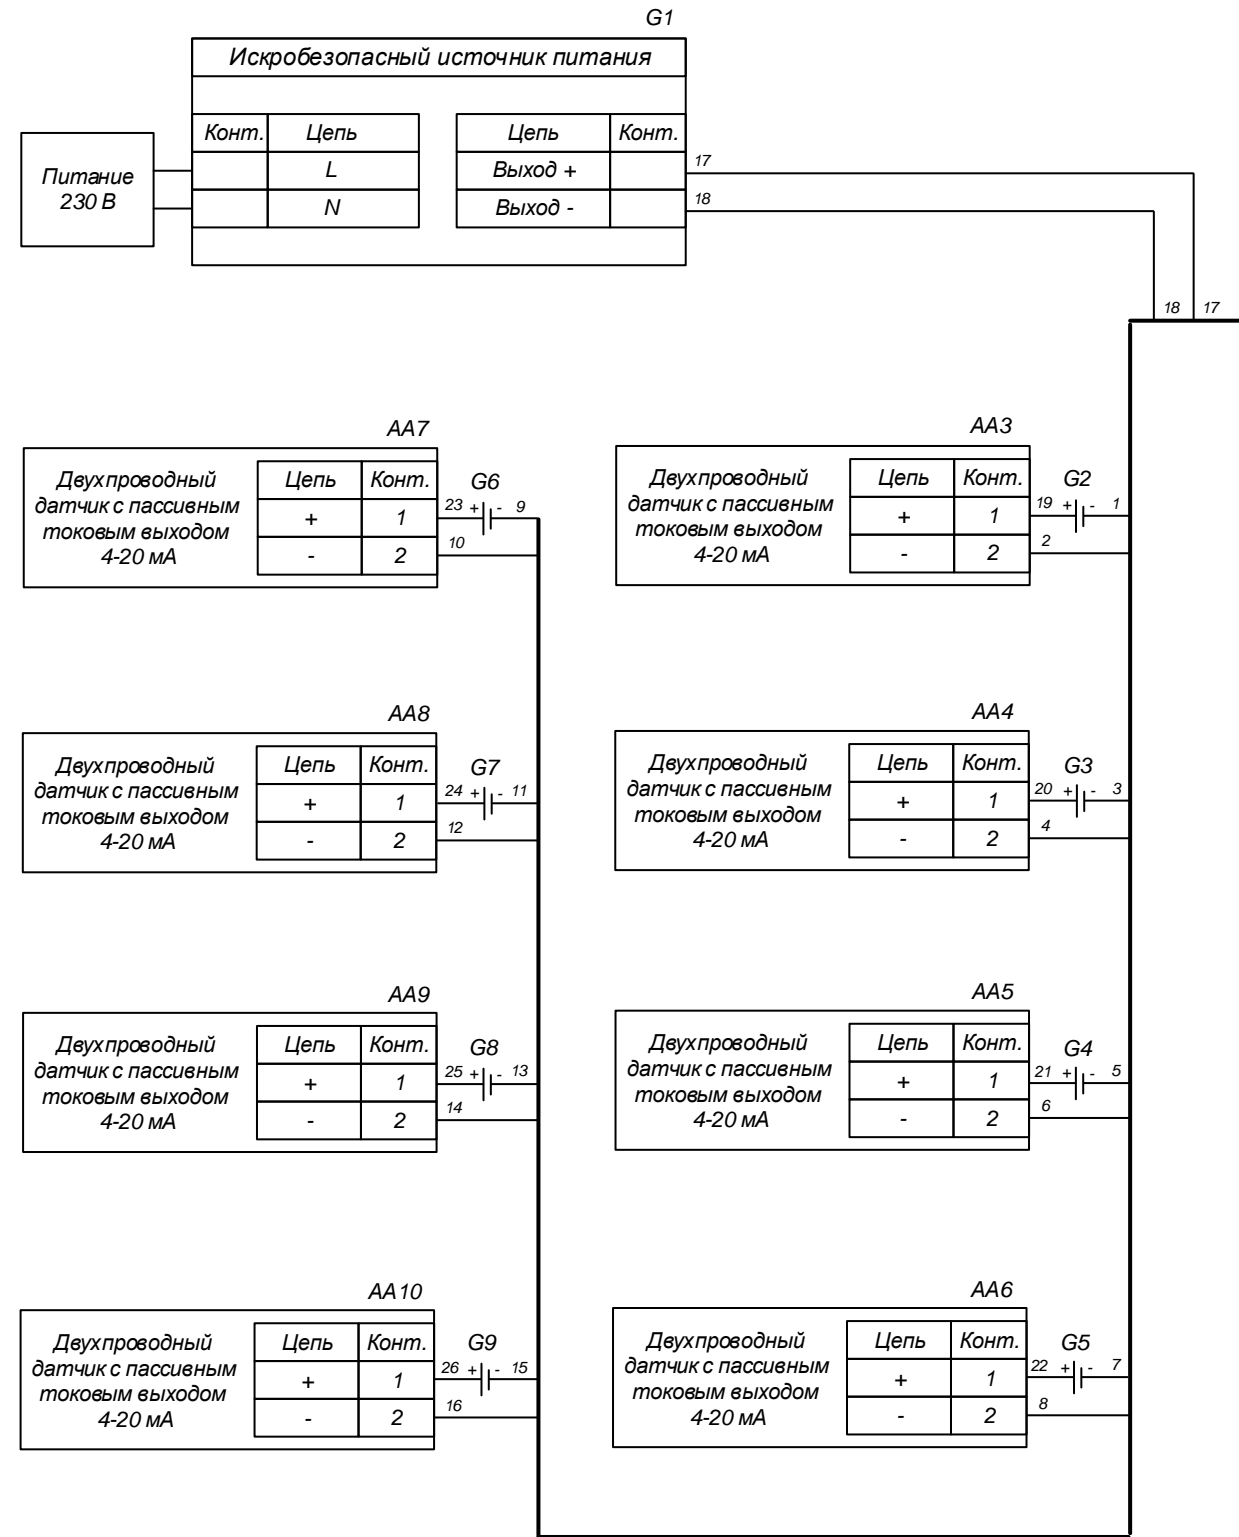 G1
Искробезопасный источник питания
Конт. Цепь Цепь Конт.
Питание 230 В
L Выход + 17
N Выход - 18
18 17
AA7
Двухпроводный
датчик с пассивным
токовым выходом
4-20 мА
Цепь Конт.
+ 1
- 2
G6
23 + - 9
10
AA3
Двухпроводный
датчик с пассивным
токовым выходом
4-20 мА
Цепь Конт.
+ 1
- 2
G2
19 + - 1
2
AA8
Двухпроводный
датчик с пассивным
токовым выходом
4-20 мА
Цепь Конт.
+ 1
- 2
G7
24 + - 11
12
AA4
Двухпроводный
датчик с пассивным
токовым выходом
4-20 мА
Цепь Конт.
+ 1
- 2
G3
20 + - 3
4
AA9
Двухпроводный
датчик с пассивным
токовым выходом
4-20 мА
Цепь Конт.
+ 1
- 2
G8
25 + - 13
14
AA5
Двухпроводный
датчик с пассивным
токовым выходом
4-20 мА
Цепь Конт.
+ 1
- 2
G4
21 + - 5
6
AA10
Двухпроводный
датчик с пассивным
токовым выходом
4-20 мА
Цепь Конт.
+ 1
- 2
G9
26 + - 15
16
AA6
Двухпроводный
датчик с пассивным
токовым выходом
4-20 мА
Цепь Конт.
+ 1
- 2
G5
22 + - 7
8